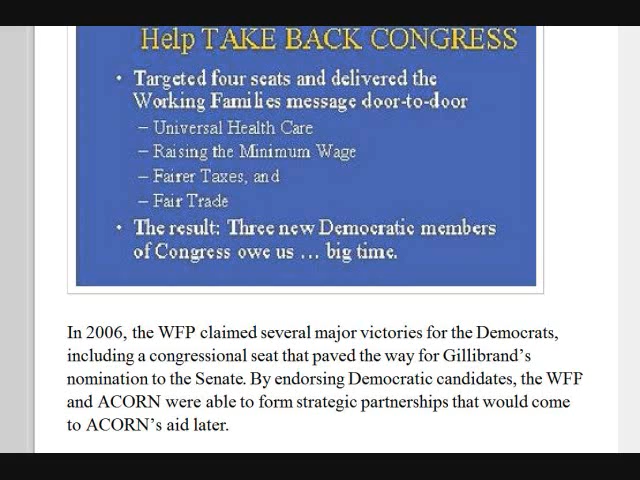 Help TAKE BACK CONGRESS
• Targeted four seats and delivered the
Working Families message door-to-door
– Universal Health Care
– Raising the Minimum Wage
– Fairer Taxes, and
– Fair Trade
• The result: Three new Democratic members
of Congress owe us ... big time.
In 2006, the WFP claimed several major victories for the Democrats,
including a congressional seat that paved the way for Gillibrand’s
nomination to the Senate. By endorsing Democratic candidates, the WFP
and ACORN were able to form strategic partnerships that would come
to ACORN’s aid later.